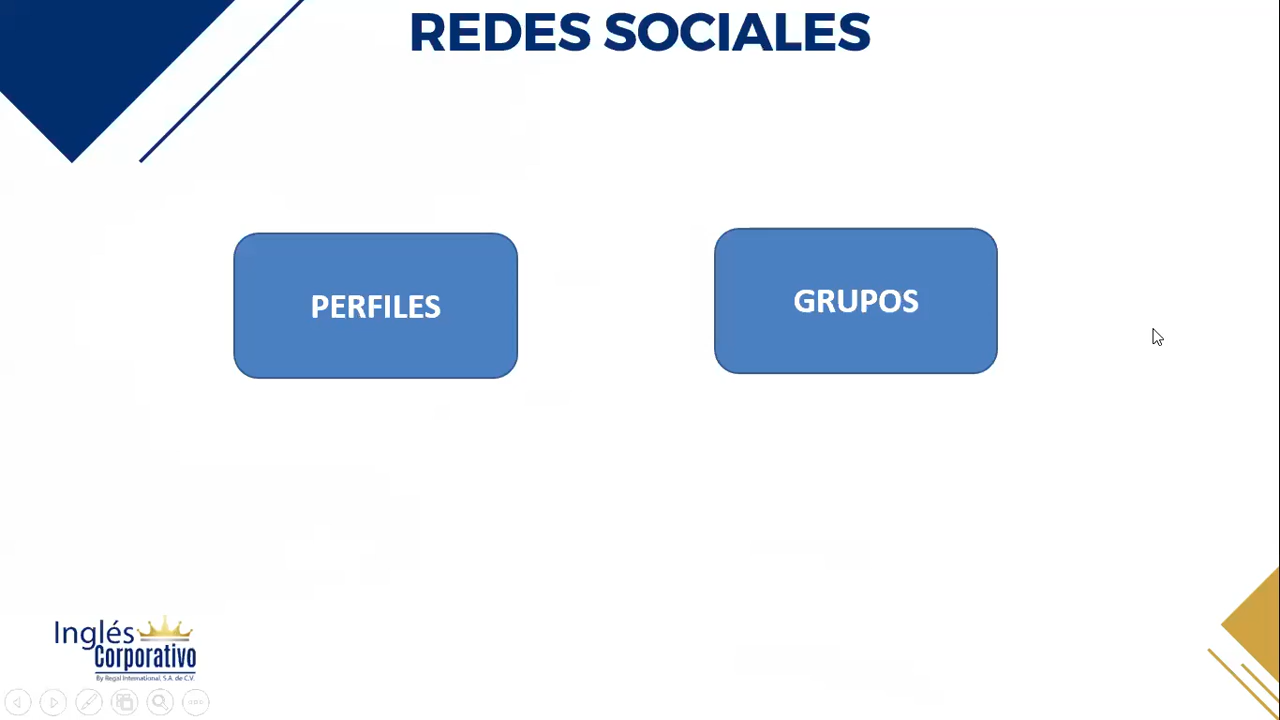 REDES SOCIALES
PERFILES
GRUPOS
Inglés
Corporativo
By Regal International, S.A. de C.V.